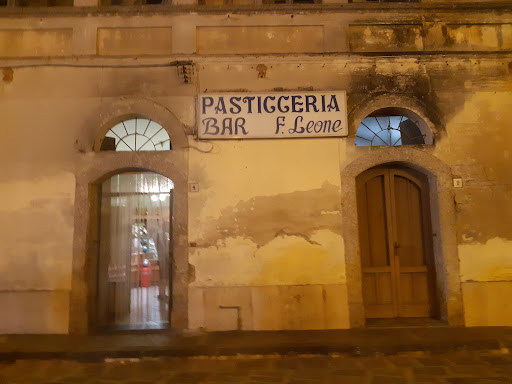 PASTICCERIA
BAR F. Leone